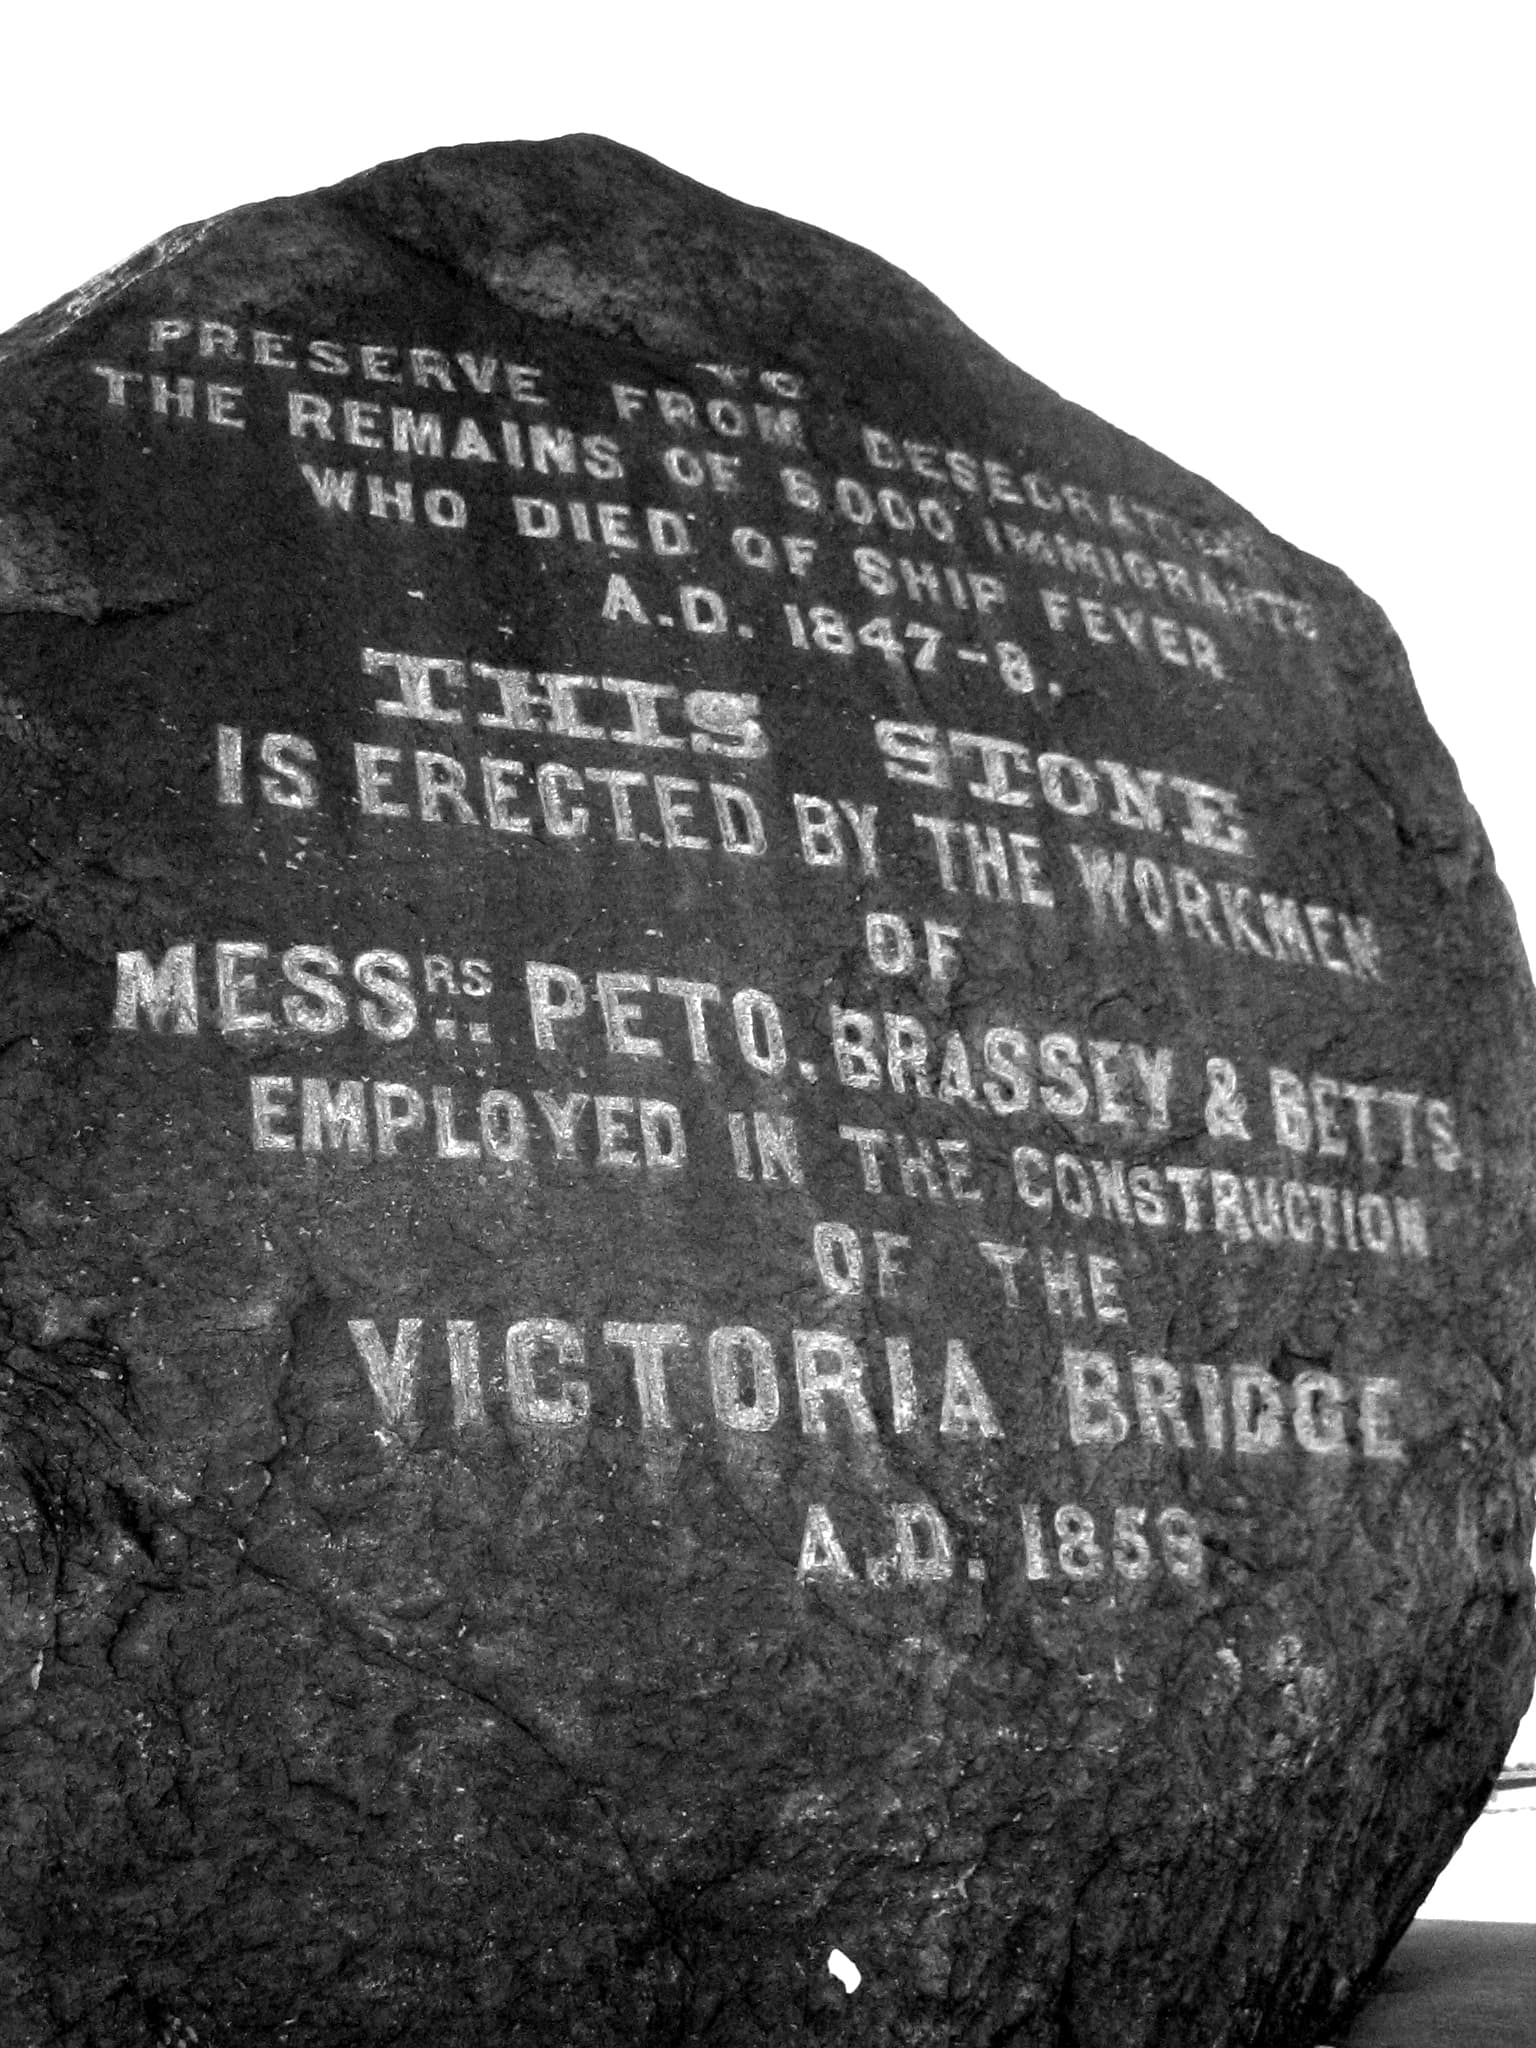 TO
PRESERVE FROM DESECRATION
THE REMAINS OF 6000 IMMIGRANTS
WHO DIED OF SHIP FEVER
A.D. 1847-8.
THIS STONE
IS ERECTED BY THE WORKMEN
OF
MESSRS.. PETO. BRASSEY & BETTS,
EMPLOYED IN THE CONSTRUCTION
OF THE
VICTORIA BRIDGE
A.D. 1859